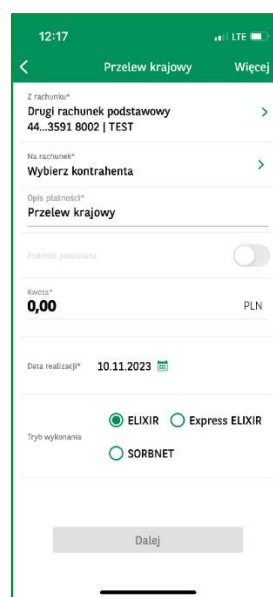 12:17
LTE
Przelew krajowy
Więcej
Z rachunku*
Drugi rachunek podstawowy
44...3591 8002 | TEST
Na rachunek*
Wybierz kontrahenta
Opis płatności*
Przelew krajowy
Płatność podzielona
Kwota*
0,00
PLN
Data realizacji*
10.11.2023
Tryb wykonania
ELIXIR
Express ELIXIR
SORBNET
Dalej